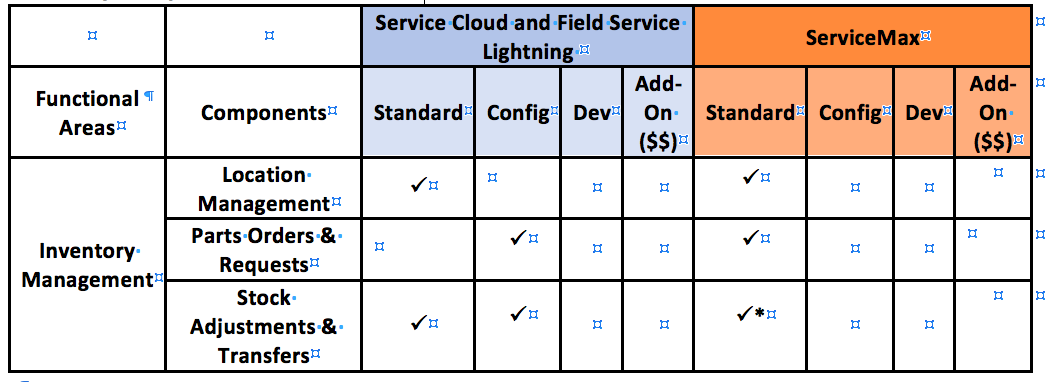 Service Cloud and Field Service
Lightning
ServiceMax
Functional ¶
Areas
Components
Standard
Config
Dev
Add-
On
($$)
Standard
Config
Dev
Add-
On
($$)
Inventory
Management
Location
Management
✓
✓
Parts Orders &
Requests
✓
✓
Stock
Adjustments &
Transfers
✓
✓
✓*